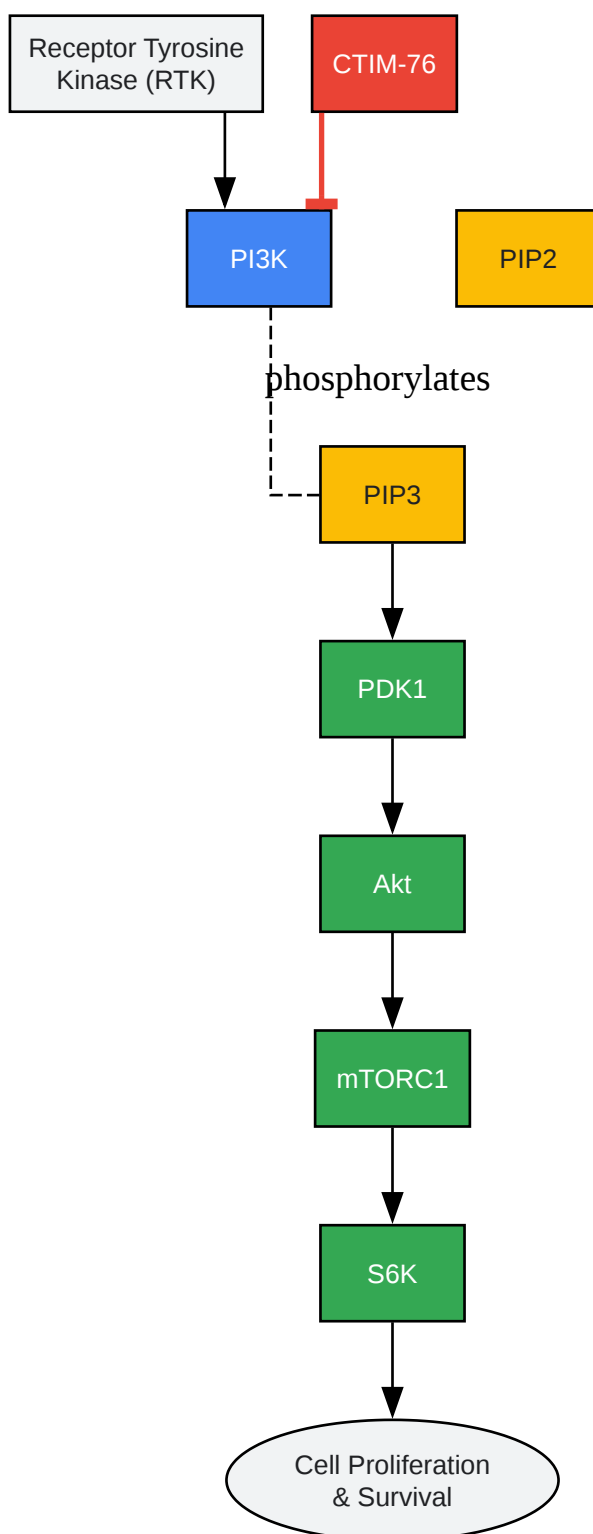 Receptor Tyrosine
Kinase (RTK)
CTIM-76
PI3K
PIP2
phosphorylates
PIP3
PDK1
Akt
mTORC1
S6K
Cell Proliferation
& Survival